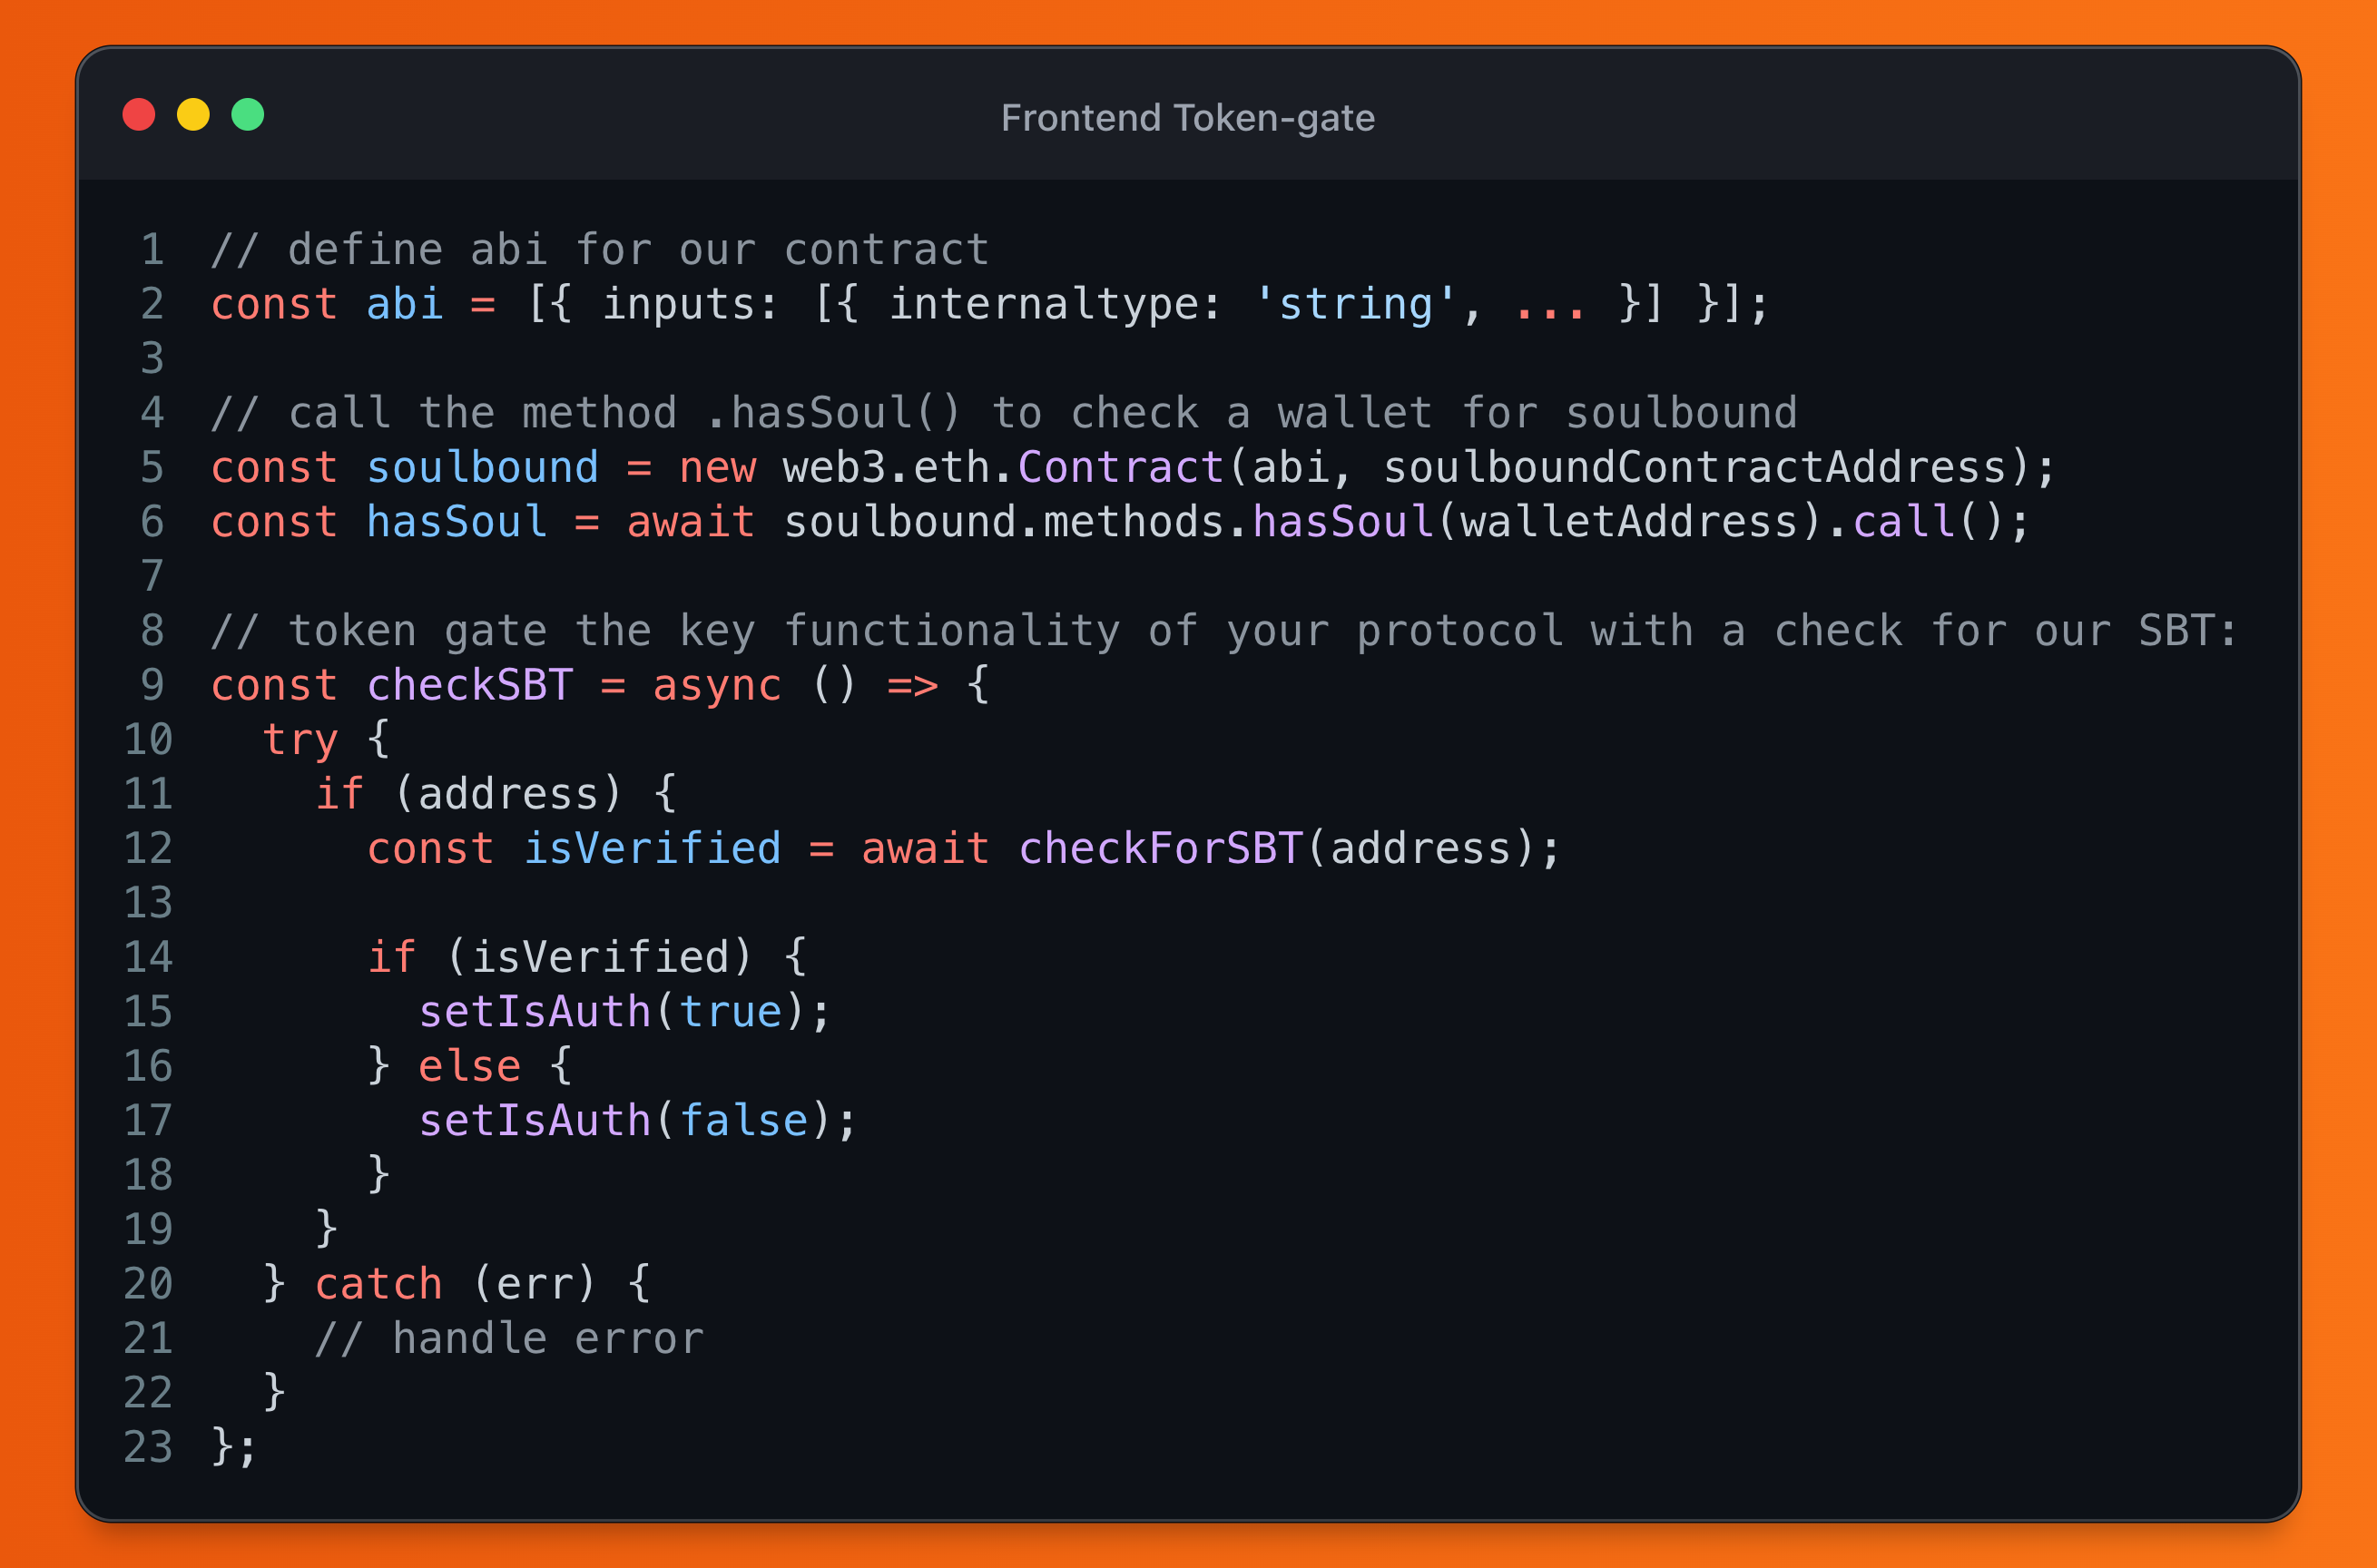 Frontend Token-gate
1 // define abi for our contract
2 const abi = [{ inputs: [{ internaltype: 'string', ... }] }];
3
4 // call the method .hasSoul() to check a wallet for soulbound
5 const soulbound = new web3.eth.Contract(abi, soulboundContractAddress);
6 const hasSoul = await soulbound.methods.hasSoul(walletAddress).call();
7
8 // token gate the key functionality of your protocol with a check for our SBT:
9 const checkSBT = async () => {
10   try {
11     if (address) {
12       const isVerified = await checkForSBT(address);
13
14       if (isVerified) {
15         setIsAuth(true);
16       } else {
17         setIsAuth(false);
18       }
19     }
20   } catch (err) {
21     // handle error
22   }
23 };